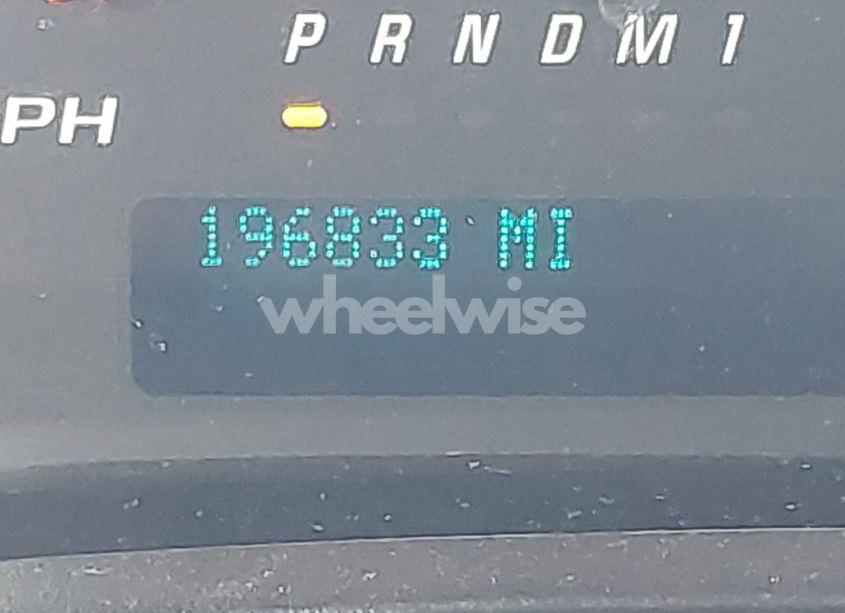 P R N D M 1
PH
196833 MI
wheelwise